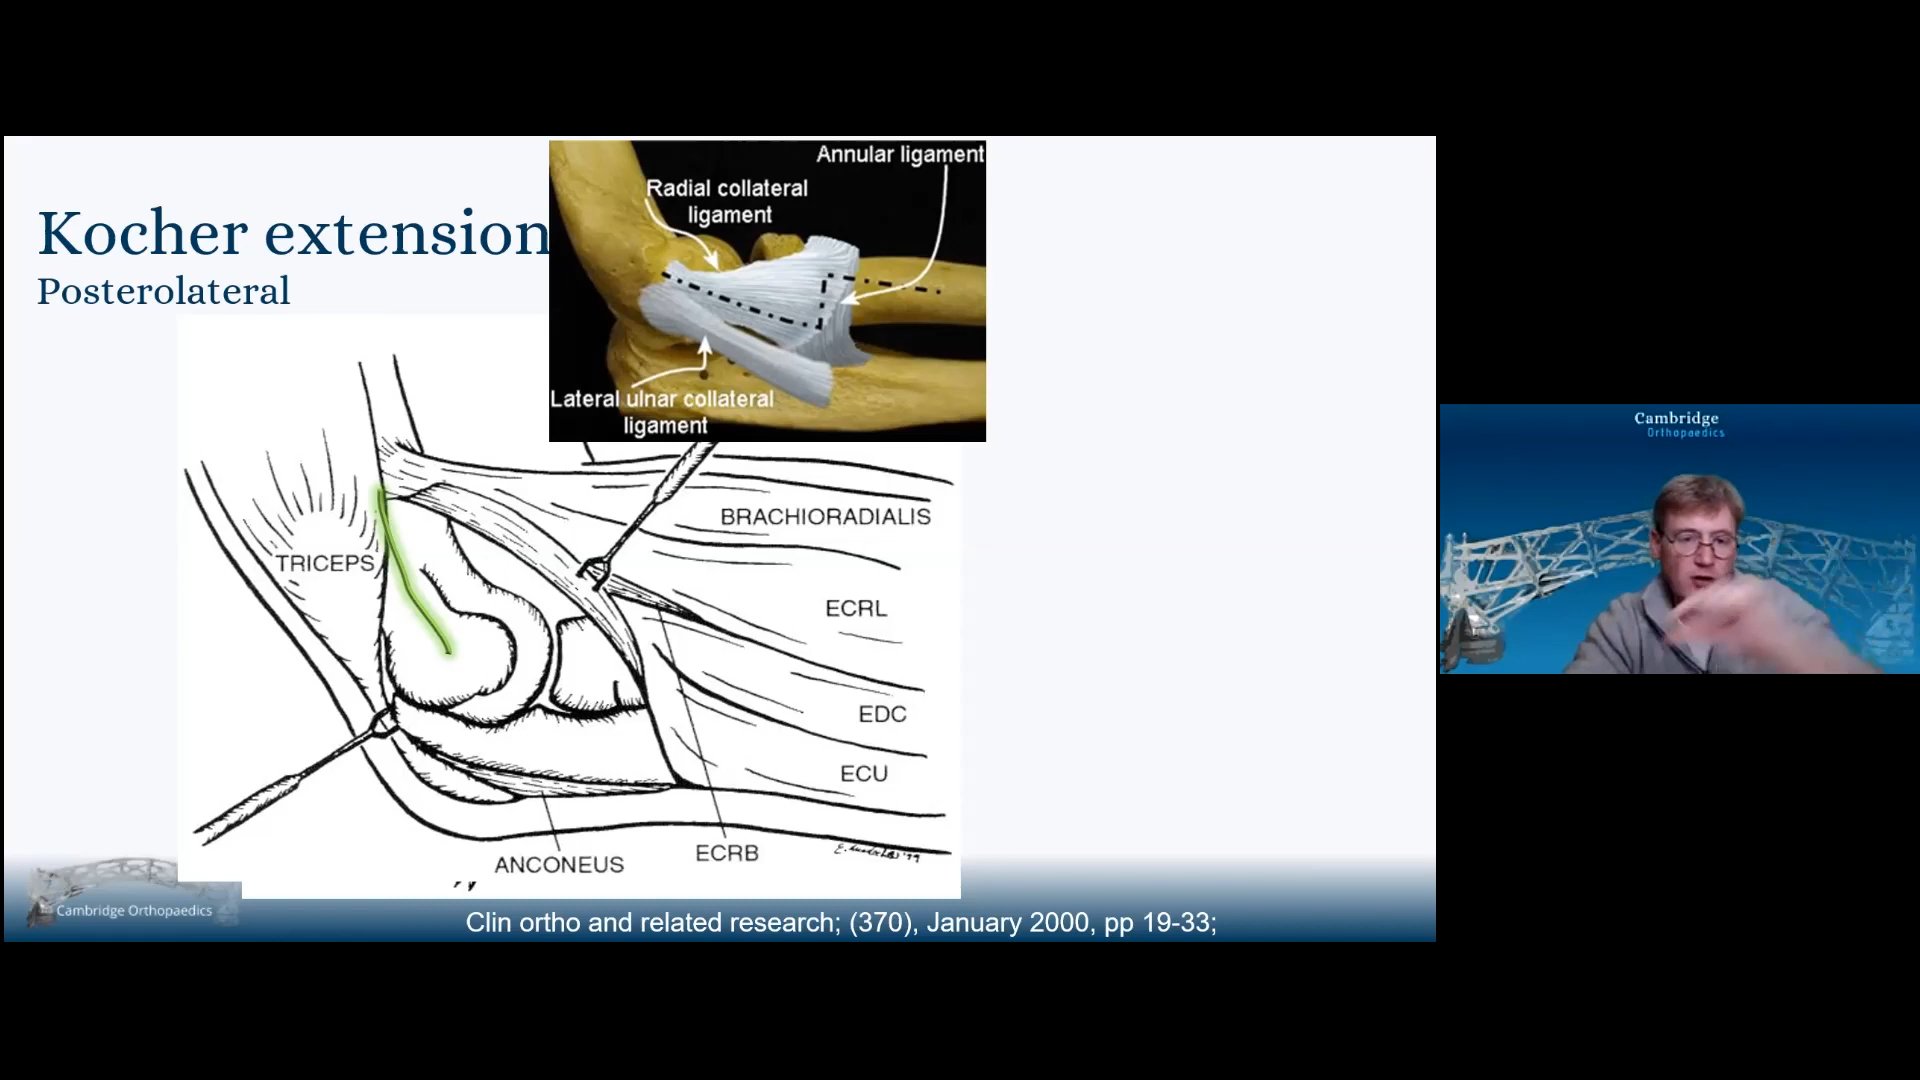 Kocher extension
Posterolateral
Annular ligament
Radial collateral
ligament
Lateral ulnar collateral
ligament
TRICEPS
BRACHIORADIALIS
ECRL
EDC
ECU
ECRB
ANCONEUS
Cambridge Orthopaedics
Clin ortho and related research; (370), January 2000, pp 19-33;
Cambridge
Orthopaedics